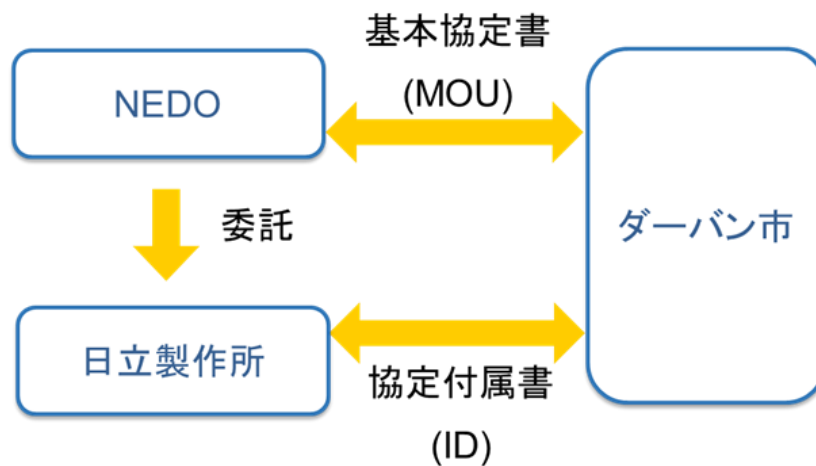 基本協定書
(MOU)
NEDO
ダーバン市
委託
日立製作所
協定付属書
(ID)